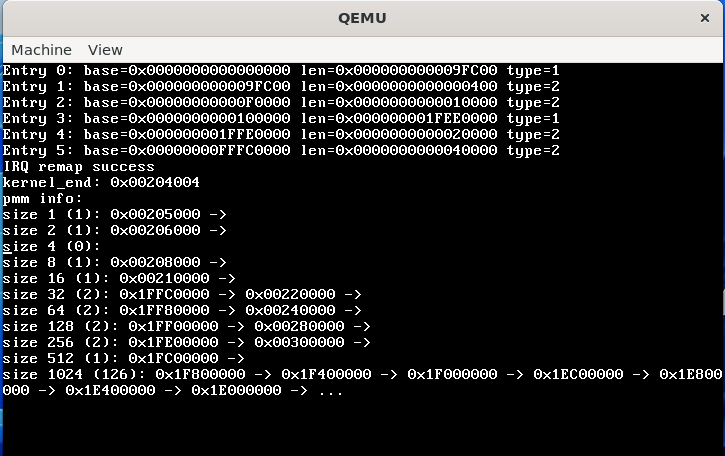 QEMU
×
Machine View
Entry 0: base=0x0000000000000000 len=0x000000000009FC00 type=1
Entry 1: base=0x000000000009FC00 len=0x0000000000000400 type=2
Entry 2: base=0x00000000000F0000 len=0x0000000000010000 type=2
Entry 3: base=0x0000000000100000 len=0x000000001FEE0000 type=1
Entry 4: base=0x000000001FFE0000 len=0x0000000000020000 type=2
Entry 5: base=0x00000000FFFC0000 len=0x0000000000040000 type=2
IRQ remap success
kernel_end: 0x00204004
pmm info:
size 1 (1): 0x00205000 ->
size 2 (1): 0x00206000 ->
size 4 (0):
size 8 (1): 0x00208000 ->
size 16 (1): 0x00210000 ->
size 32 (2): 0x1FFC0000 -> 0x00220000 ->
size 64 (2): 0x1FF80000 -> 0x00240000 ->
size 128 (2): 0x1FF00000 -> 0x00280000 ->
size 256 (2): 0x1FE00000 -> 0x00300000 ->
size 512 (1): 0x1FC00000 ->
size 1024 (126): 0x1F800000 -> 0x1F400000 -> 0x1F000000 -> 0x1EC00000 -> 0x1E800
000 -> 0x1E400000 -> 0x1E000000 -> ...